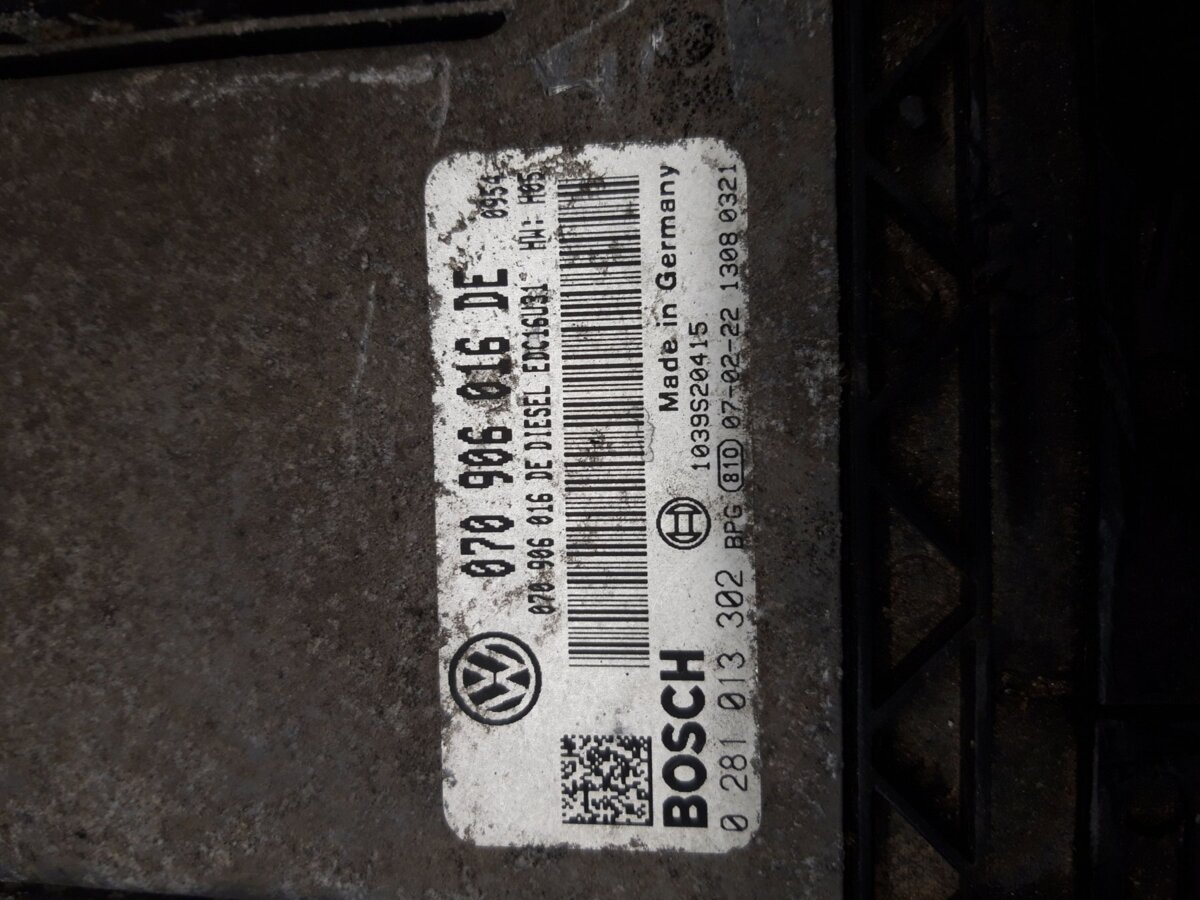 070 906 016 DE 0954
070 906 016 DE DIESEL EDC16U31 HW: H05
BOSCH Made in Germany
1039S20415
0 281 013 302 BPG 810 07-02-22 1308 0321